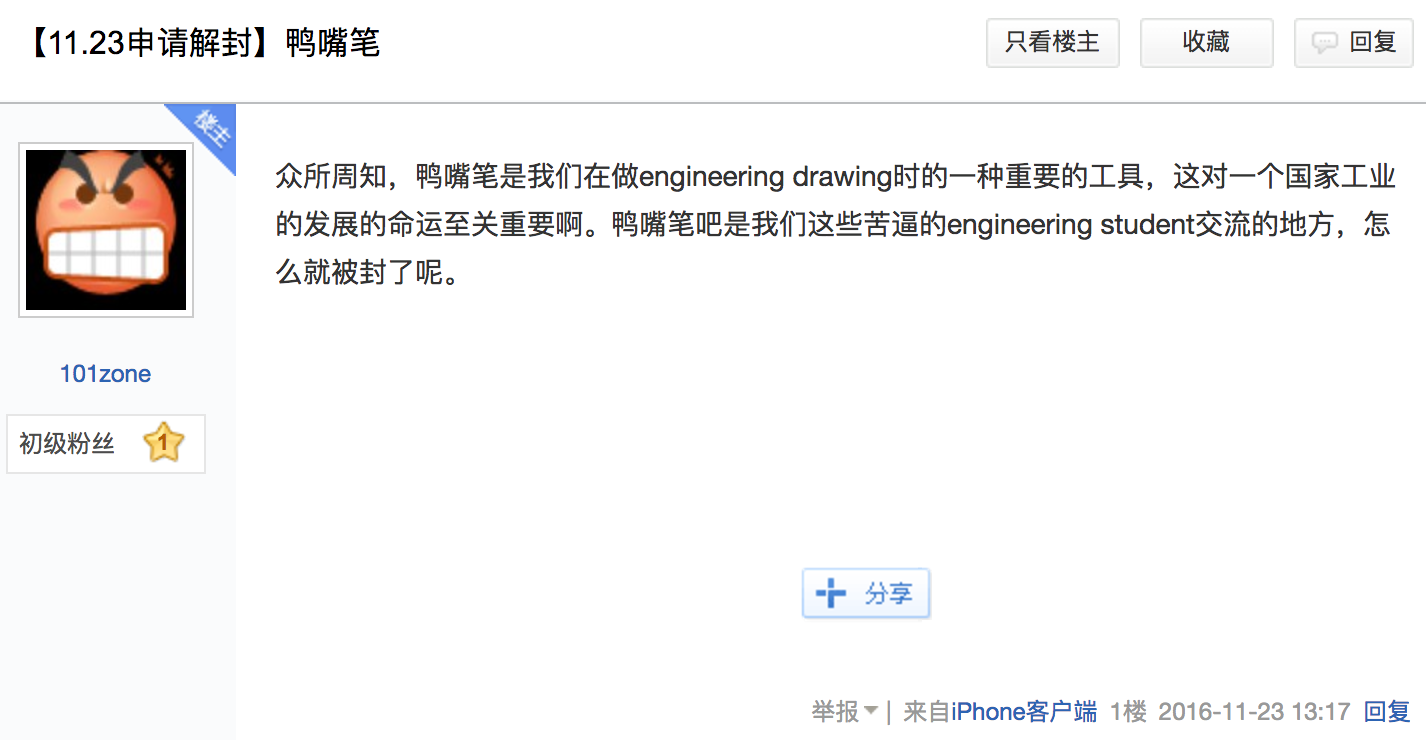 【11.23申请解封】鸭嘴笔
只看楼主
收藏
回复
楼主
众所周知，鸭嘴笔是我们在做engineering drawing时的一种重要的工具，这对一个国家工业
的发展的命运至关重要啊。鸭嘴笔吧是我们这些苦逼的engineering student交流的地方，怎
么就被封了呢。
101zone
初级粉丝 1
分享
举报 | 来自iPhone客户端 1楼 2016-11-23 13:17 回复